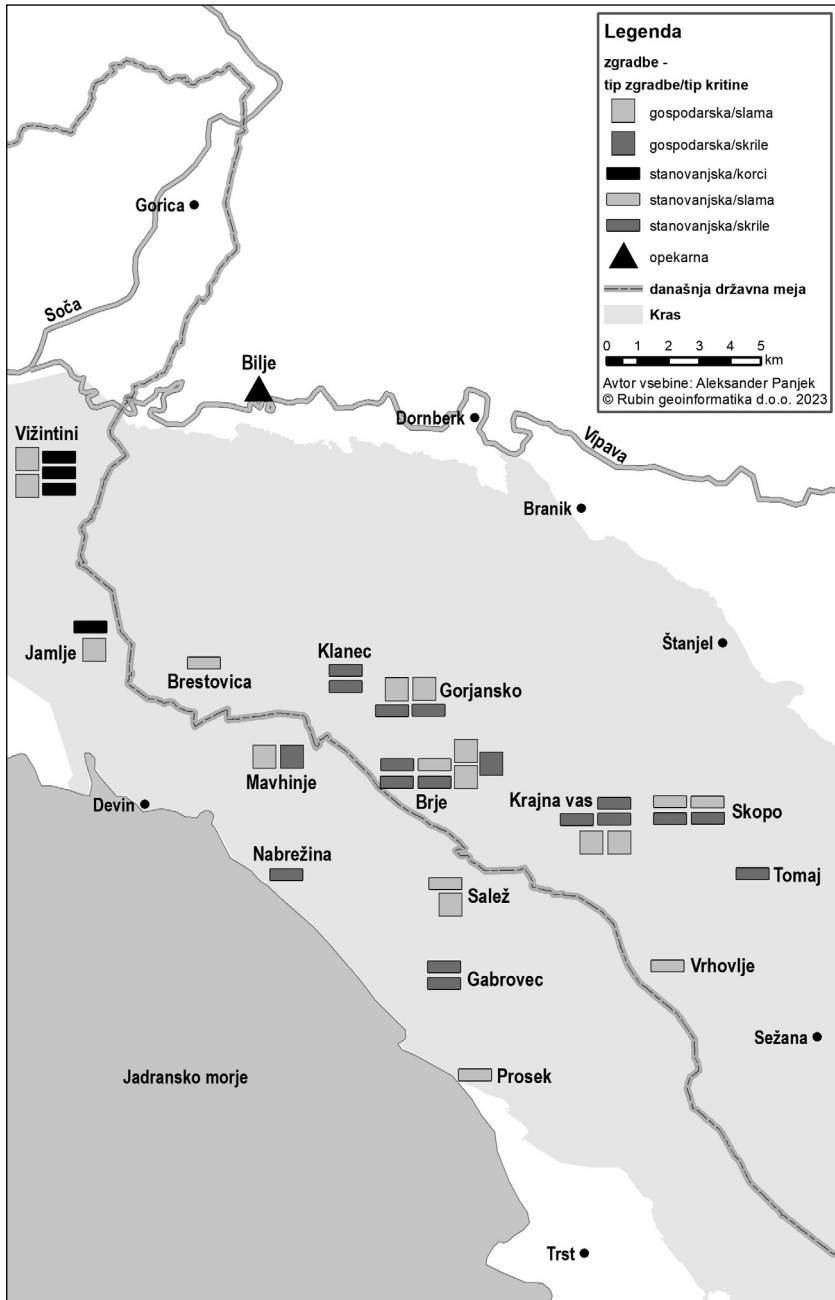 Legenda
zgradbe -
tip zgradbe/tip kritine
gospodarska/slama
gospodarska/skrile
stanovanjska/korci
stanovanjska/slama
stanovanjska/skrile
opekarna
današnja državna meja
Kras
0 1 2 3 4 5
km
Avtor vsebine: Aleksander Panjek
© Rubin geoinformatika d.o.o. 2023
Gorica
Soča
Bilje
Dornberk
Vipava
Vižintini
Branik
Jamlje
Brestovica
Klanec
Gorjansko
Štanjel
Mavhinje
Devin
Brje
Krajna vas
Skopo
Nabrežina
Tomaj
Salež
Gabrovec
Vrhovlje
Sežana
Prosek
Jadransko morje
Trst